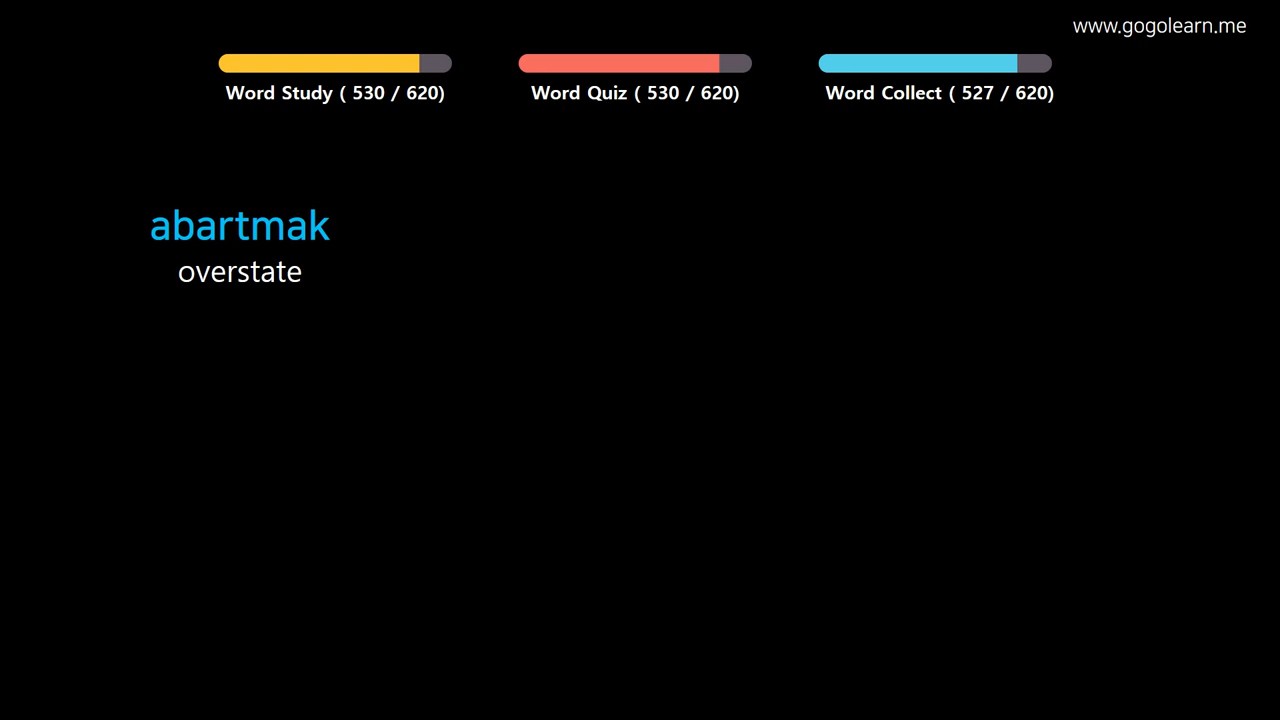 www.gogolearn.me
Word Study ( 530 / 620)
Word Quiz ( 530 / 620)
Word Collect ( 527 / 620)
abartmak
overstate